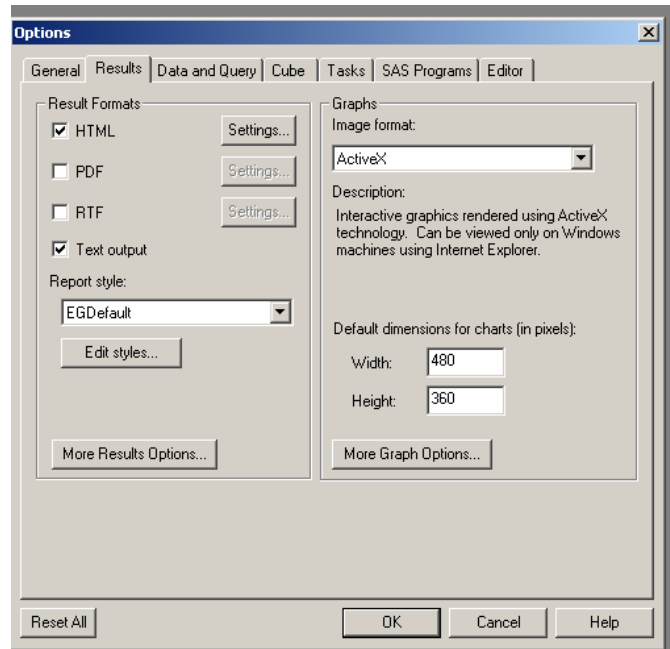 Options
General Results Data and Query Cube Tasks SAS Programs Editor
Result Formats
HTML Settings...
PDF Settings...
RTF Settings...
Text output
Report style:
EGDefault
Edit styles...
More Results Options...
Graphs
Image format:
ActiveX
Description:
Interactive graphics rendered using ActiveX
technology. Can be viewed only on Windows
machines using Internet Explorer.
Default dimensions for charts (in pixels):
Width: 480
Height: 360
More Graph Options...
Reset All OK Cancel Help